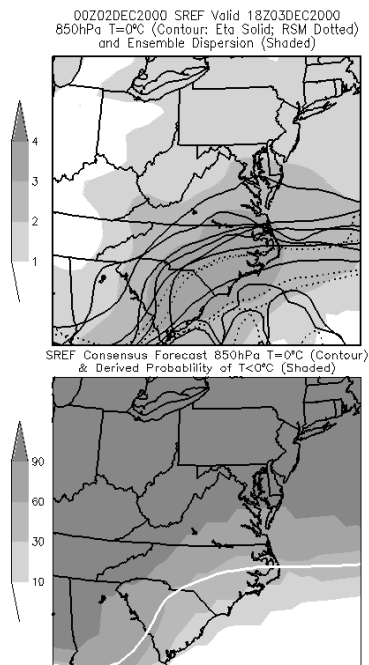 00Z02DEC2000 SREF Valid 18Z03DEC2000
850hPa T=0°C (Contour: Eta Solid; RSM Dotted)
and Ensemble Dispersion (Shaded)
4
3
2
1
SREF Consensus Forecast 850hPa T=0°C (Contour)
& Derived Probablility of T<0°C (Shaded)
90
60
30
10